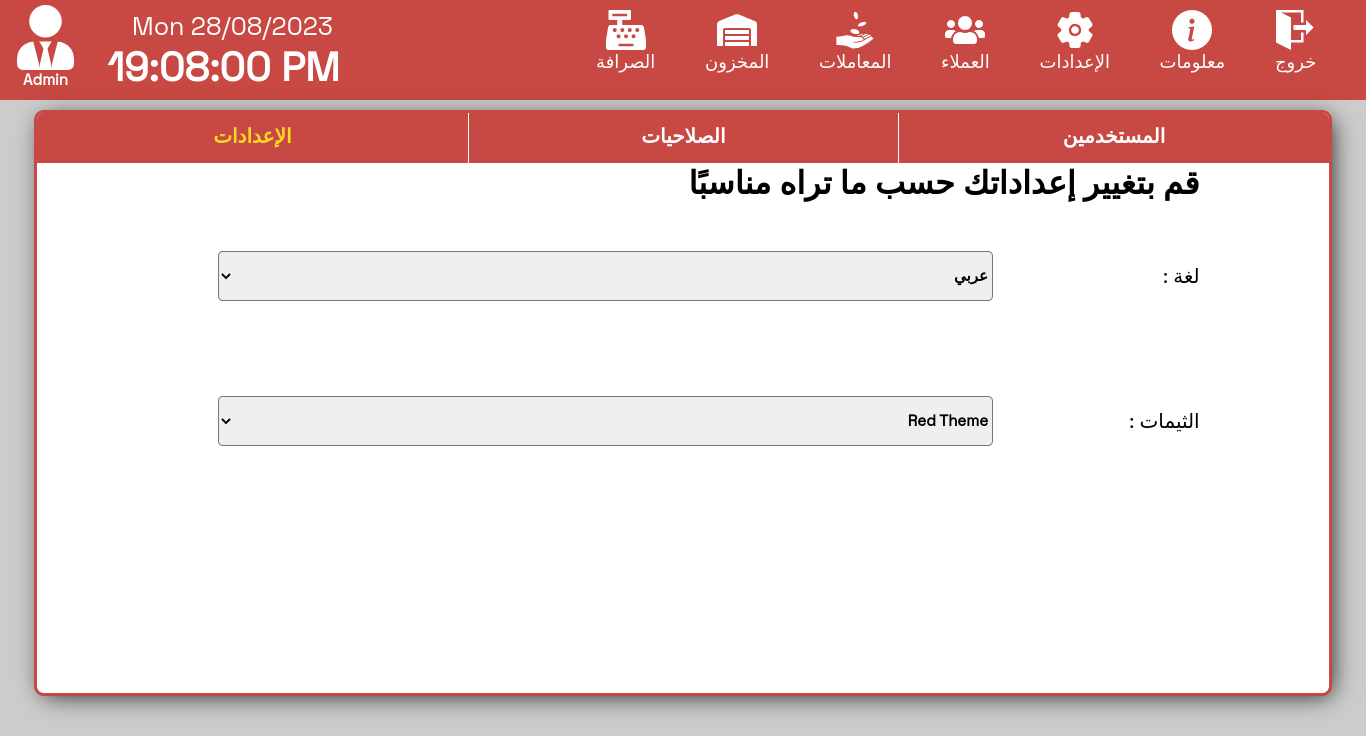 Mon 28/08/2023
19:08:00 PM
Admin
خروج
معلومات
الإعدادات
العملاء
المعاملات
المخزون
الصرافة
المستخدمين
الصلاحيات
الإعدادات
قم بتغيير إعداداتك حسب ما تراه مناسبًا
لغة :
عربي
الثيمات :
Red Theme